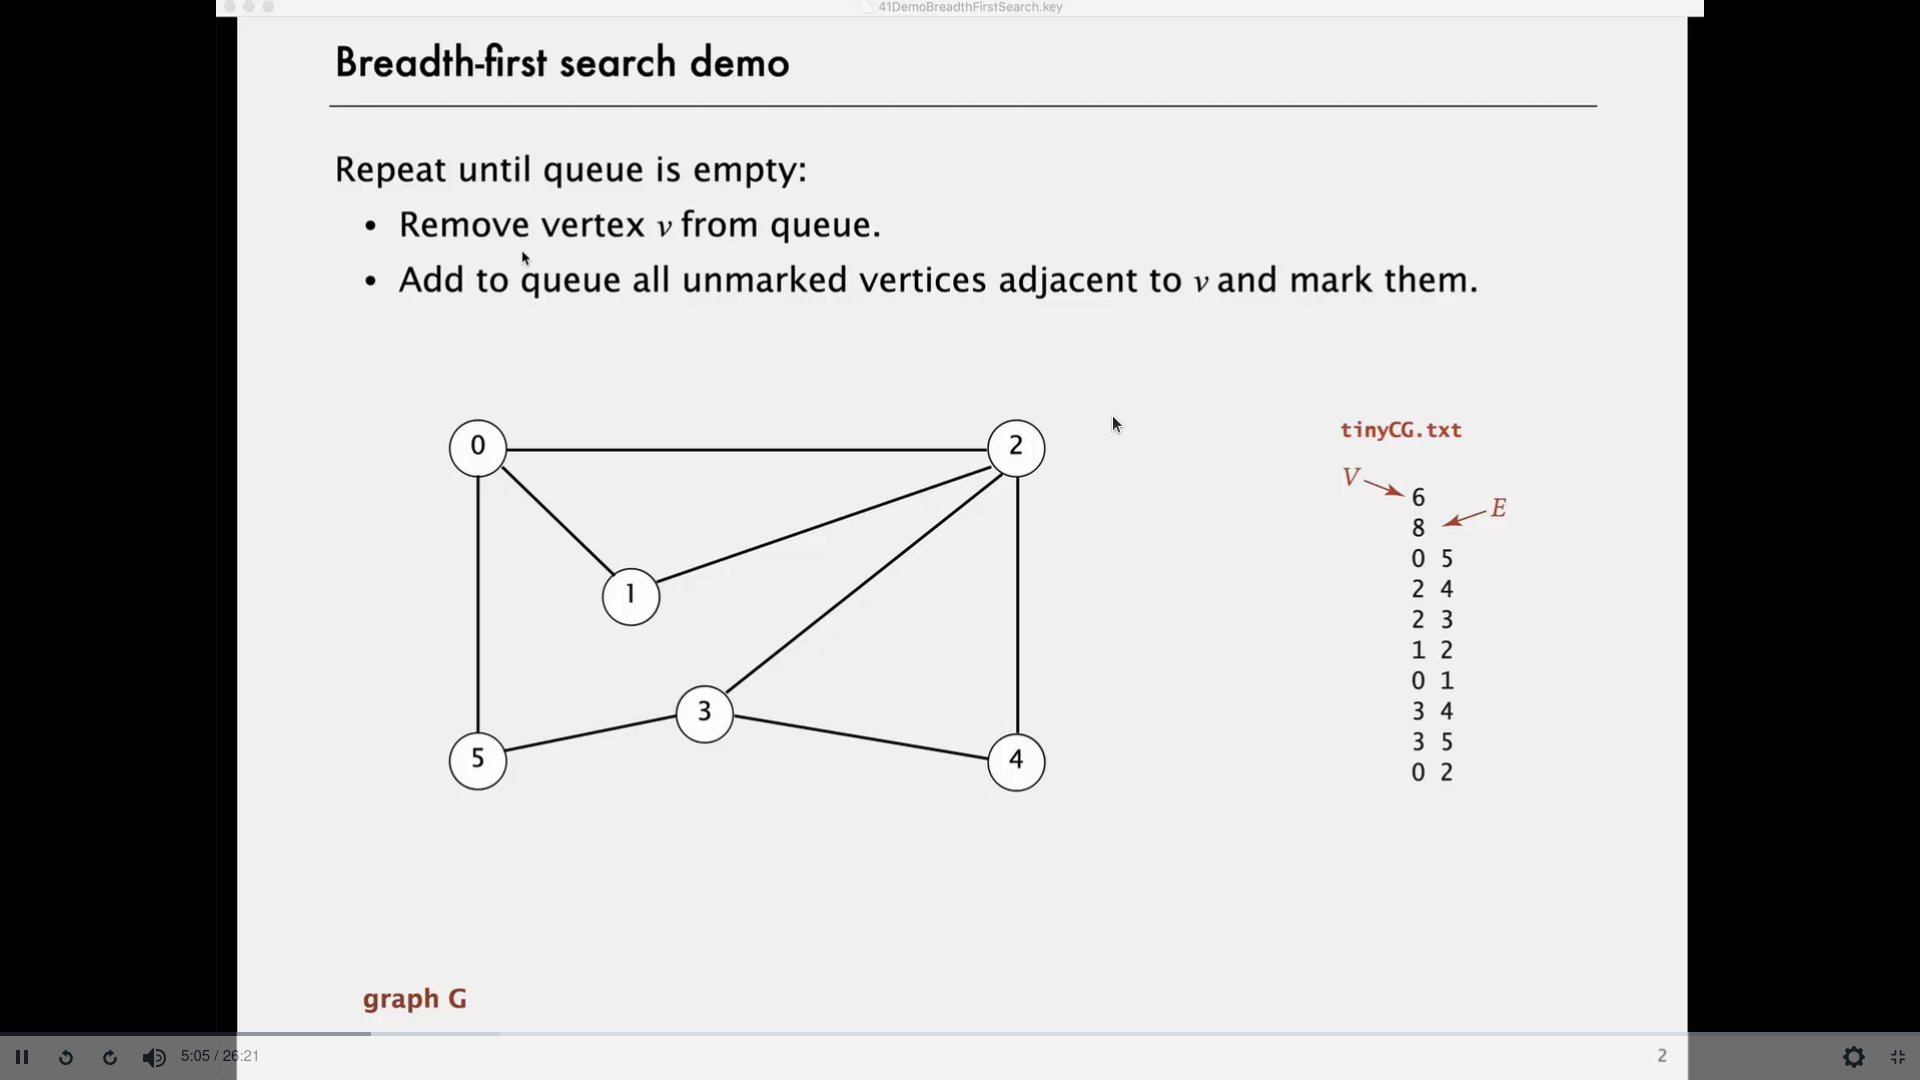 41DemoBreadthFirstSearch.key
Breadth-first search demo
Repeat until queue is empty:
• Remove vertex v from queue.
• Add to queue all unmarked vertices adjacent to v and mark them.
0
2
1
3
5
4
tinyCG.txt
V
6
E
8
0 5
2 4
2 3
1 2
0 1
3 4
3 5
0 2
graph G
5:05 / 26:21
2